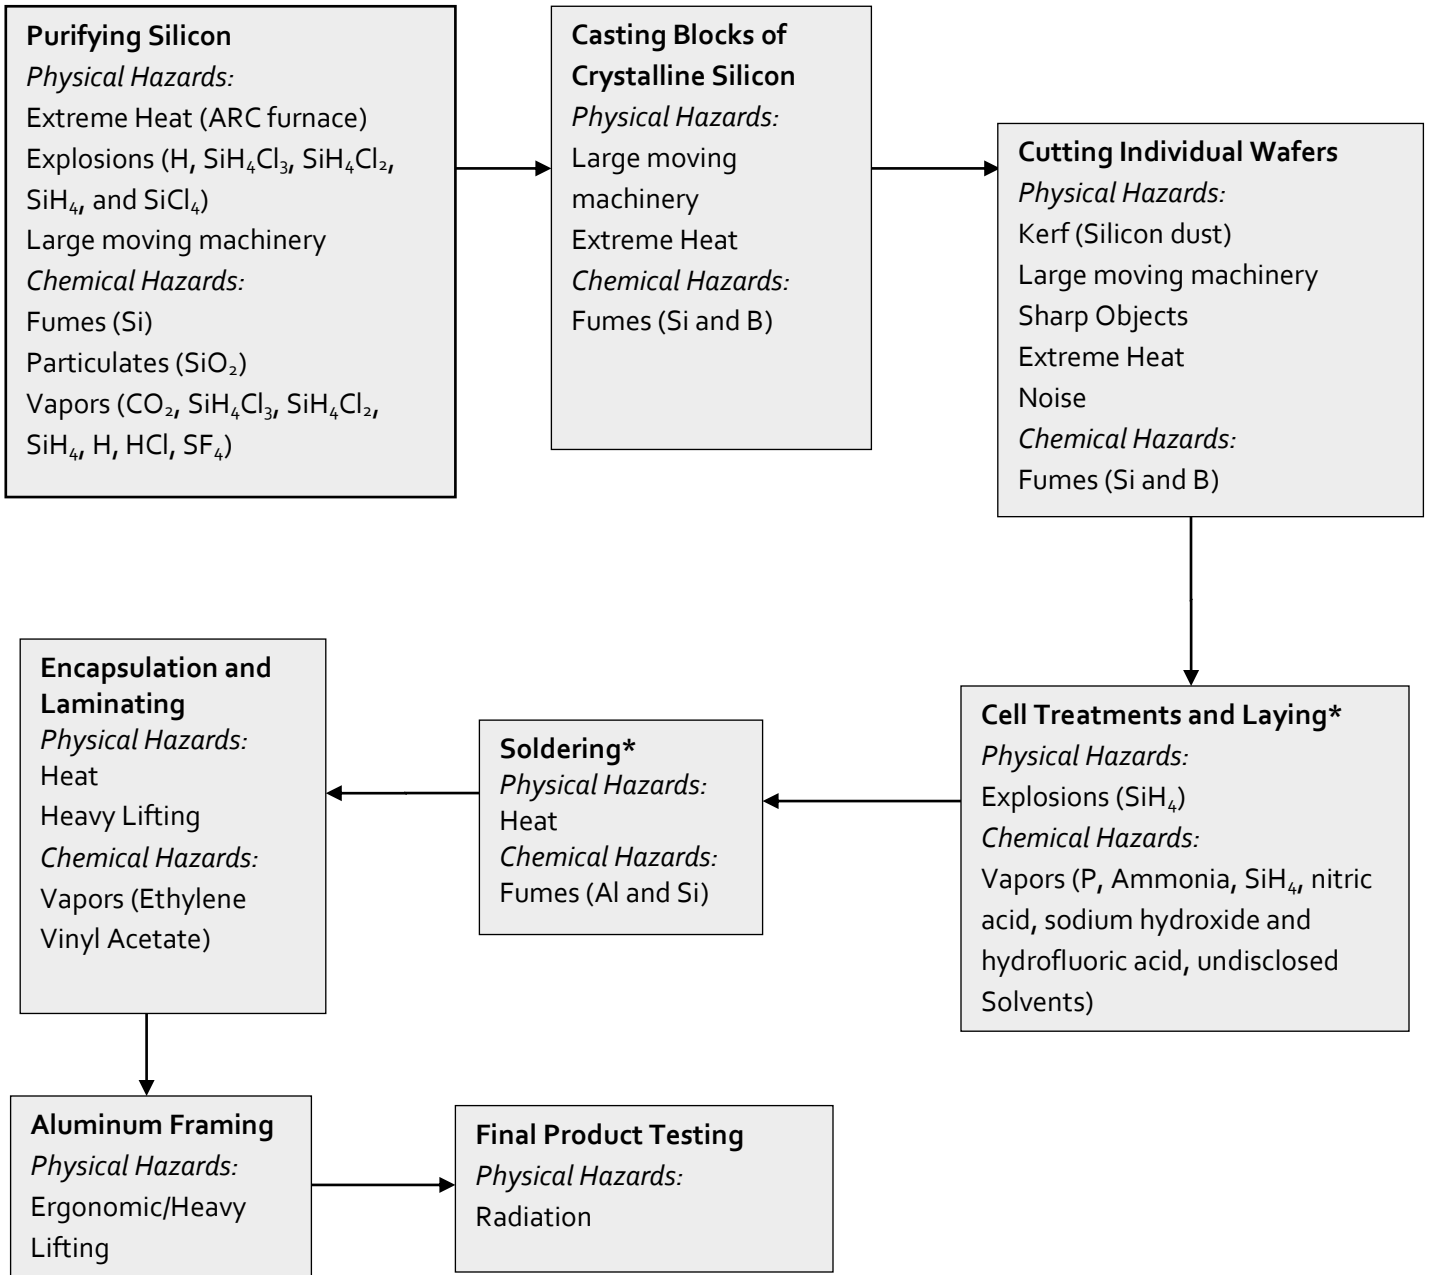 Purifying Silicon
Physical Hazards:
Extreme Heat (ARC furnace)
Explosions (H, SiH₄Cl₃, SiH₄Cl₂,
SiH₄, and SiCl₄)
Large moving machinery
Chemical Hazards:
Fumes (Si)
Particulates (SiO₂)
Vapors (CO₂, SiH₄Cl₃, SiH₄Cl₂,
SiH₄, H, HCl, SF₄)
Casting Blocks of
Crystalline Silicon
Physical Hazards:
Large moving
machinery
Extreme Heat
Chemical Hazards:
Fumes (Si and B)
Cutting Individual Wafers
Physical Hazards:
Kerf (Silicon dust)
Large moving machinery
Sharp Objects
Extreme Heat
Noise
Chemical Hazards:
Fumes (Si and B)
Cell Treatments and Laying*
Physical Hazards:
Explosions (SiH₄)
Chemical Hazards:
Vapors (P, Ammonia, SiH₄, nitric
acid, sodium hydroxide and
hydrofluoric acid, undisclosed
Solvents)
Soldering*
Physical Hazards:
Heat
Chemical Hazards:
Fumes (Al and Si)
Encapsulation and
Laminating
Physical Hazards:
Heat
Heavy Lifting
Chemical Hazards:
Vapors (Ethylene
Vinyl Acetate)
Aluminum Framing
Physical Hazards:
Ergonomic/Heavy
Lifting
Final Product Testing
Physical Hazards:
Radiation